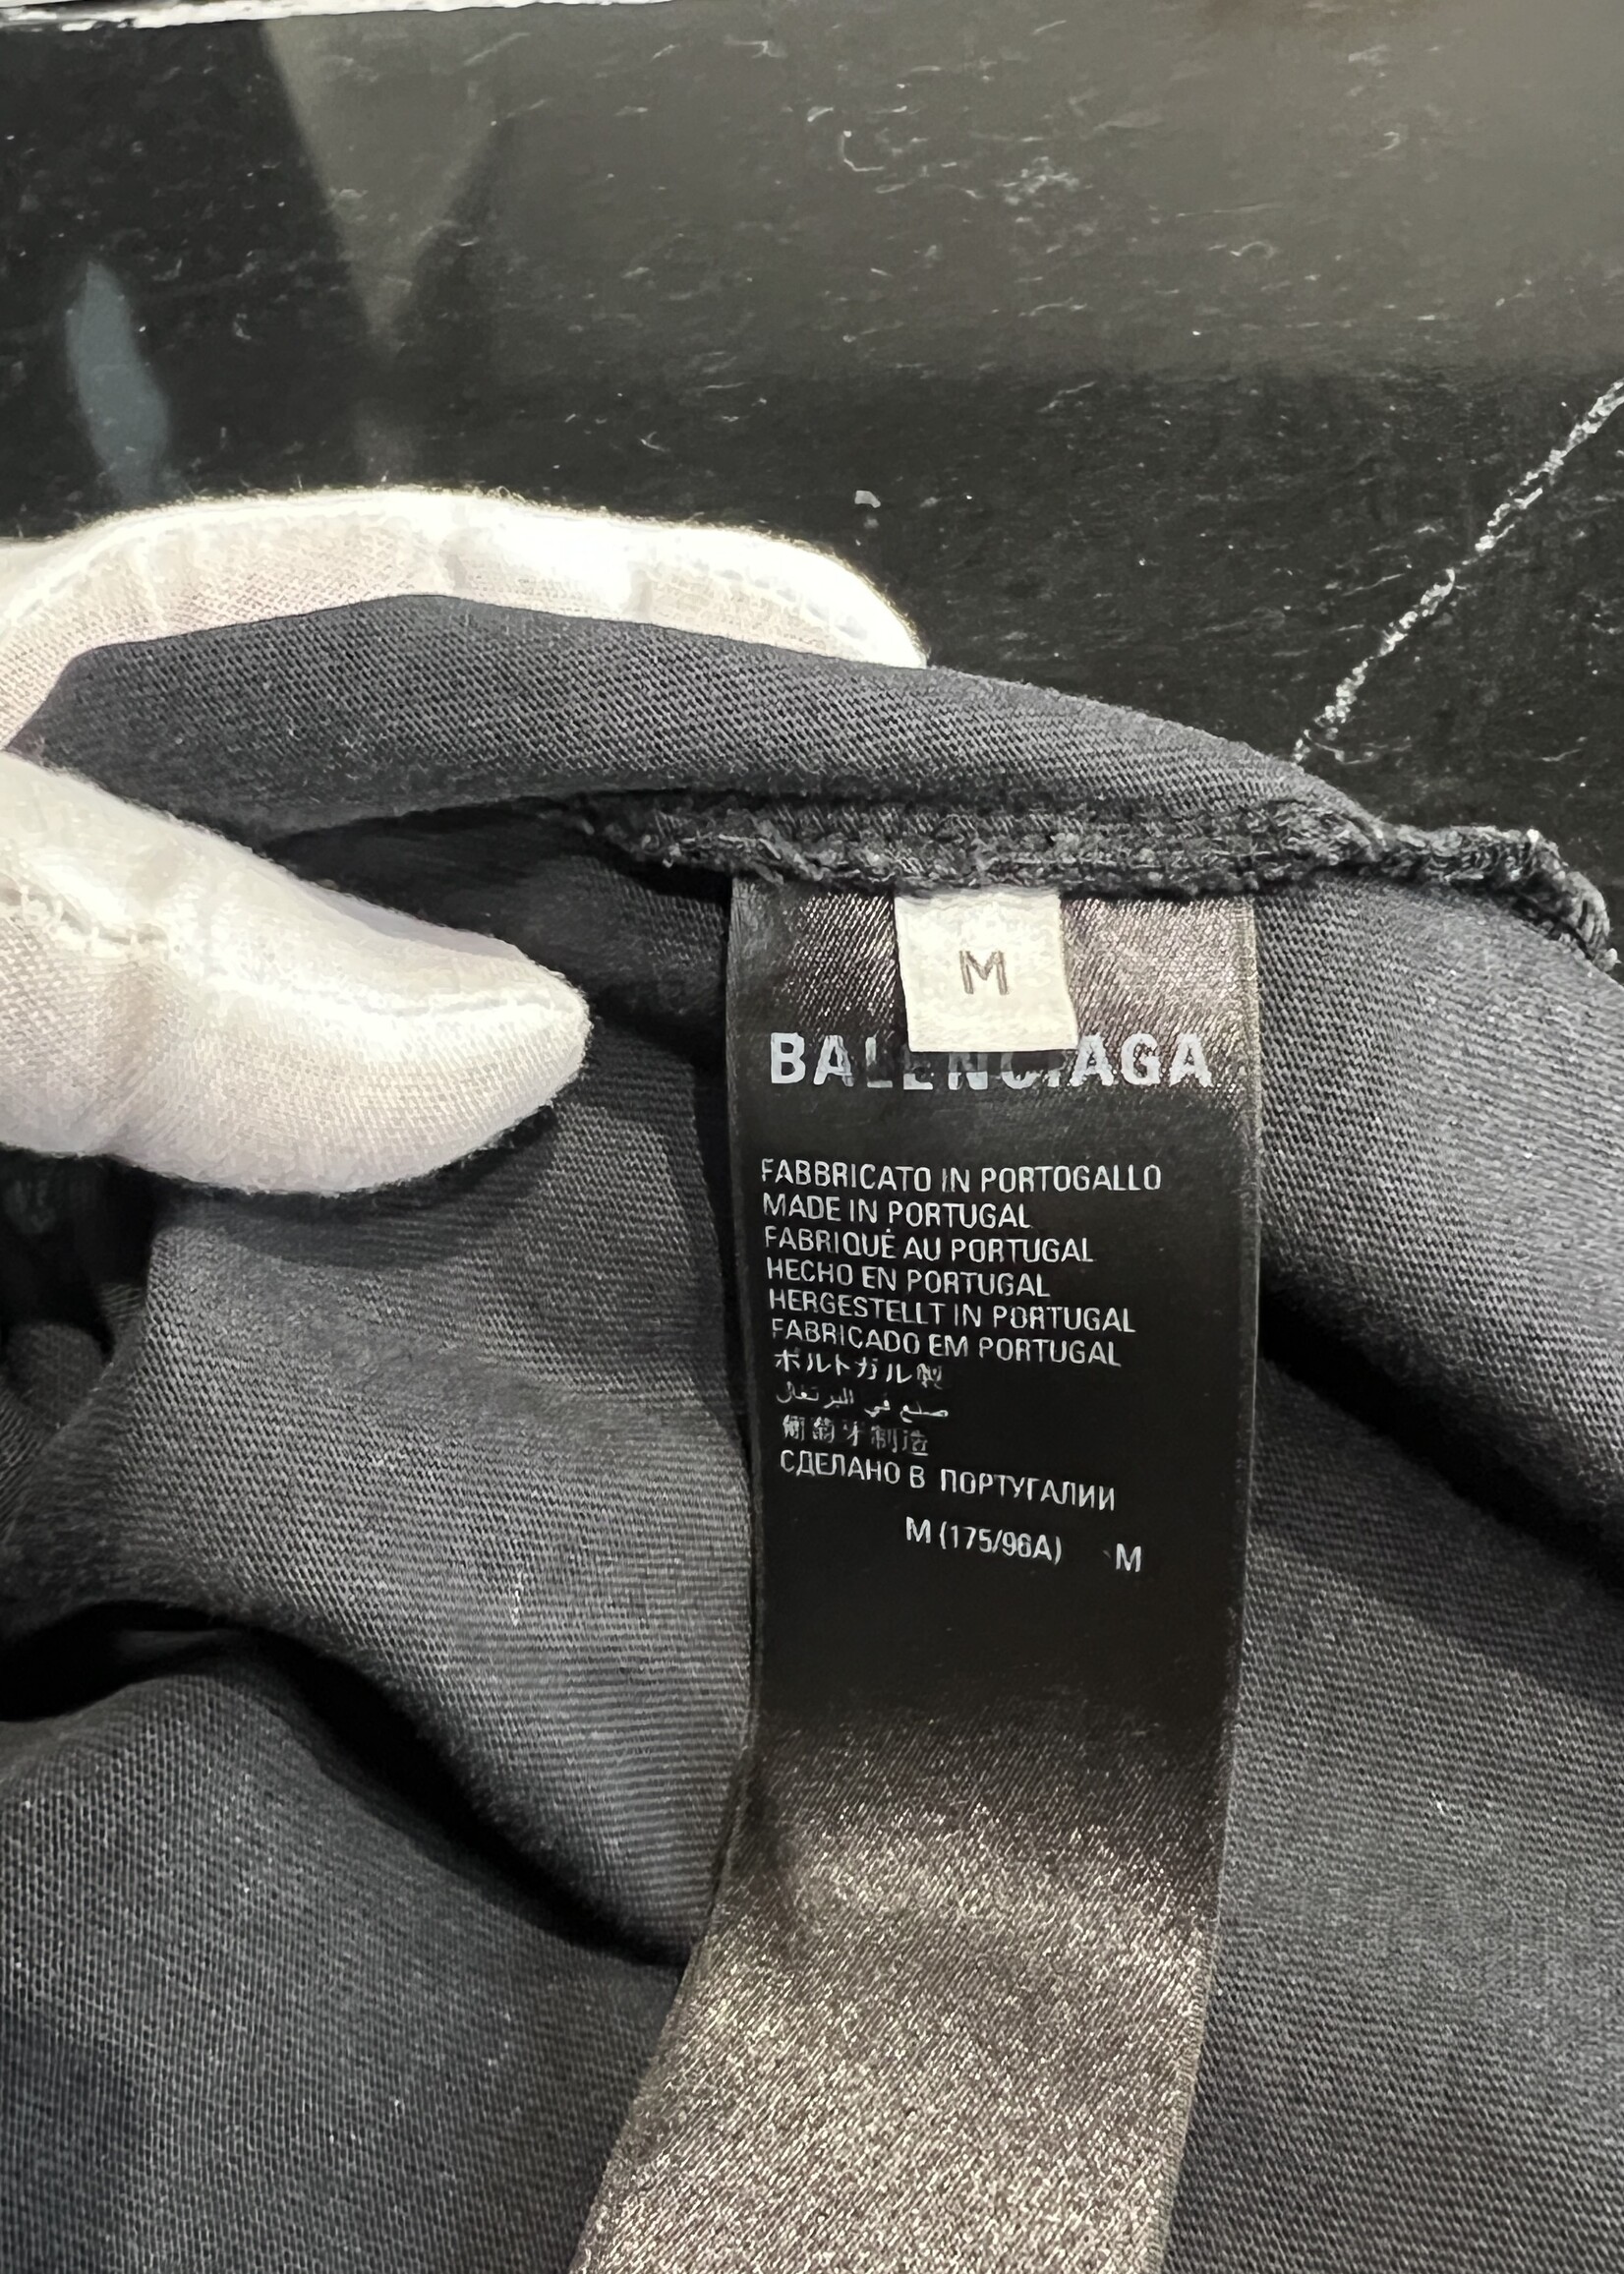 M
BALENCIAGA
FABBRICATO IN PORTOGALLO
MADE IN PORTUGAL
FABRIQUÉ AU PORTUGAL
HECHO EN PORTUGAL
HERGESTELLT IN PORTUGAL
FABRICADO EM PORTUGAL
ポルトガル製
صنع في البرتغال
葡萄牙制造
СДЕЛАНО В ПОРТУГАЛИИ
M (175/96A) M